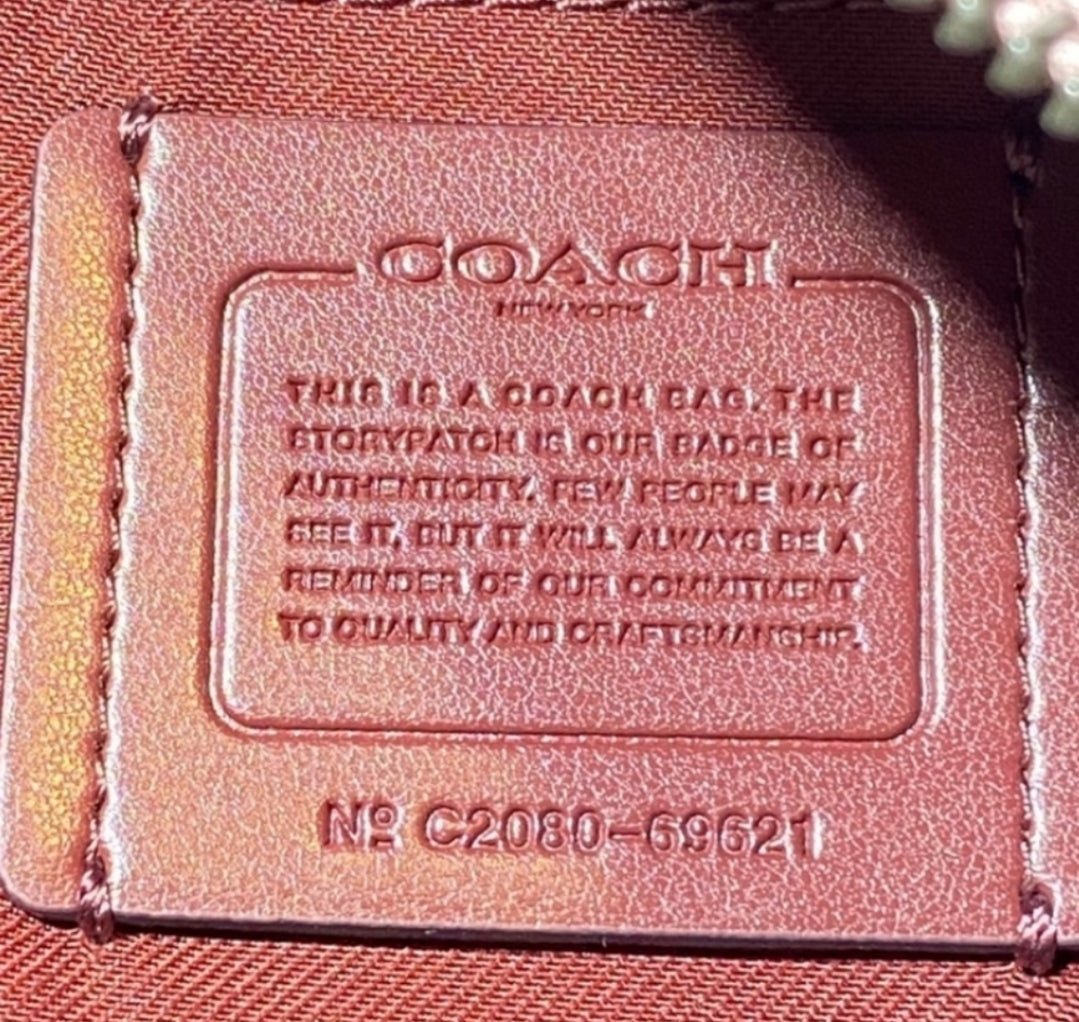 COACH
NEW YORK
THIS IS A COACH BAG. THE
STORYPATCH IS OUR BADGE OF
AUTHENTICITY. FEW PEOPLE MAY
SEE IT, BUT IT WILL ALWAYS BE A
REMINDER OF OUR COMMITMENT
TO QUALITY AND CRAFTSMANSHIP.
Nº C2080-69621